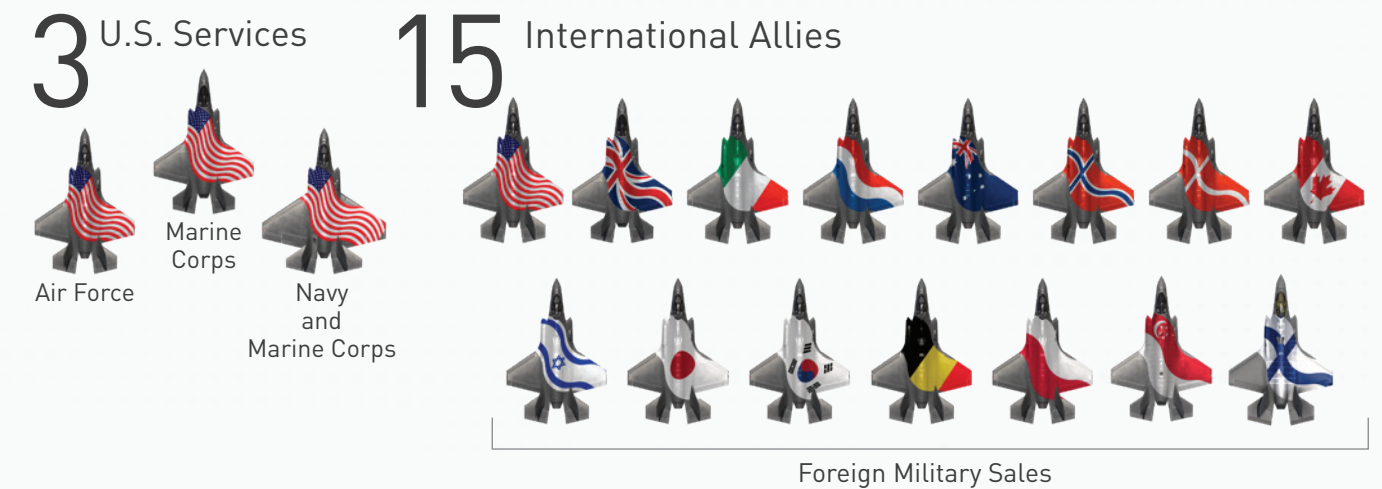 3 U.S. Services
Air Force
Marine
Corps
Navy
and
Marine Corps
15 International Allies
Foreign Military Sales